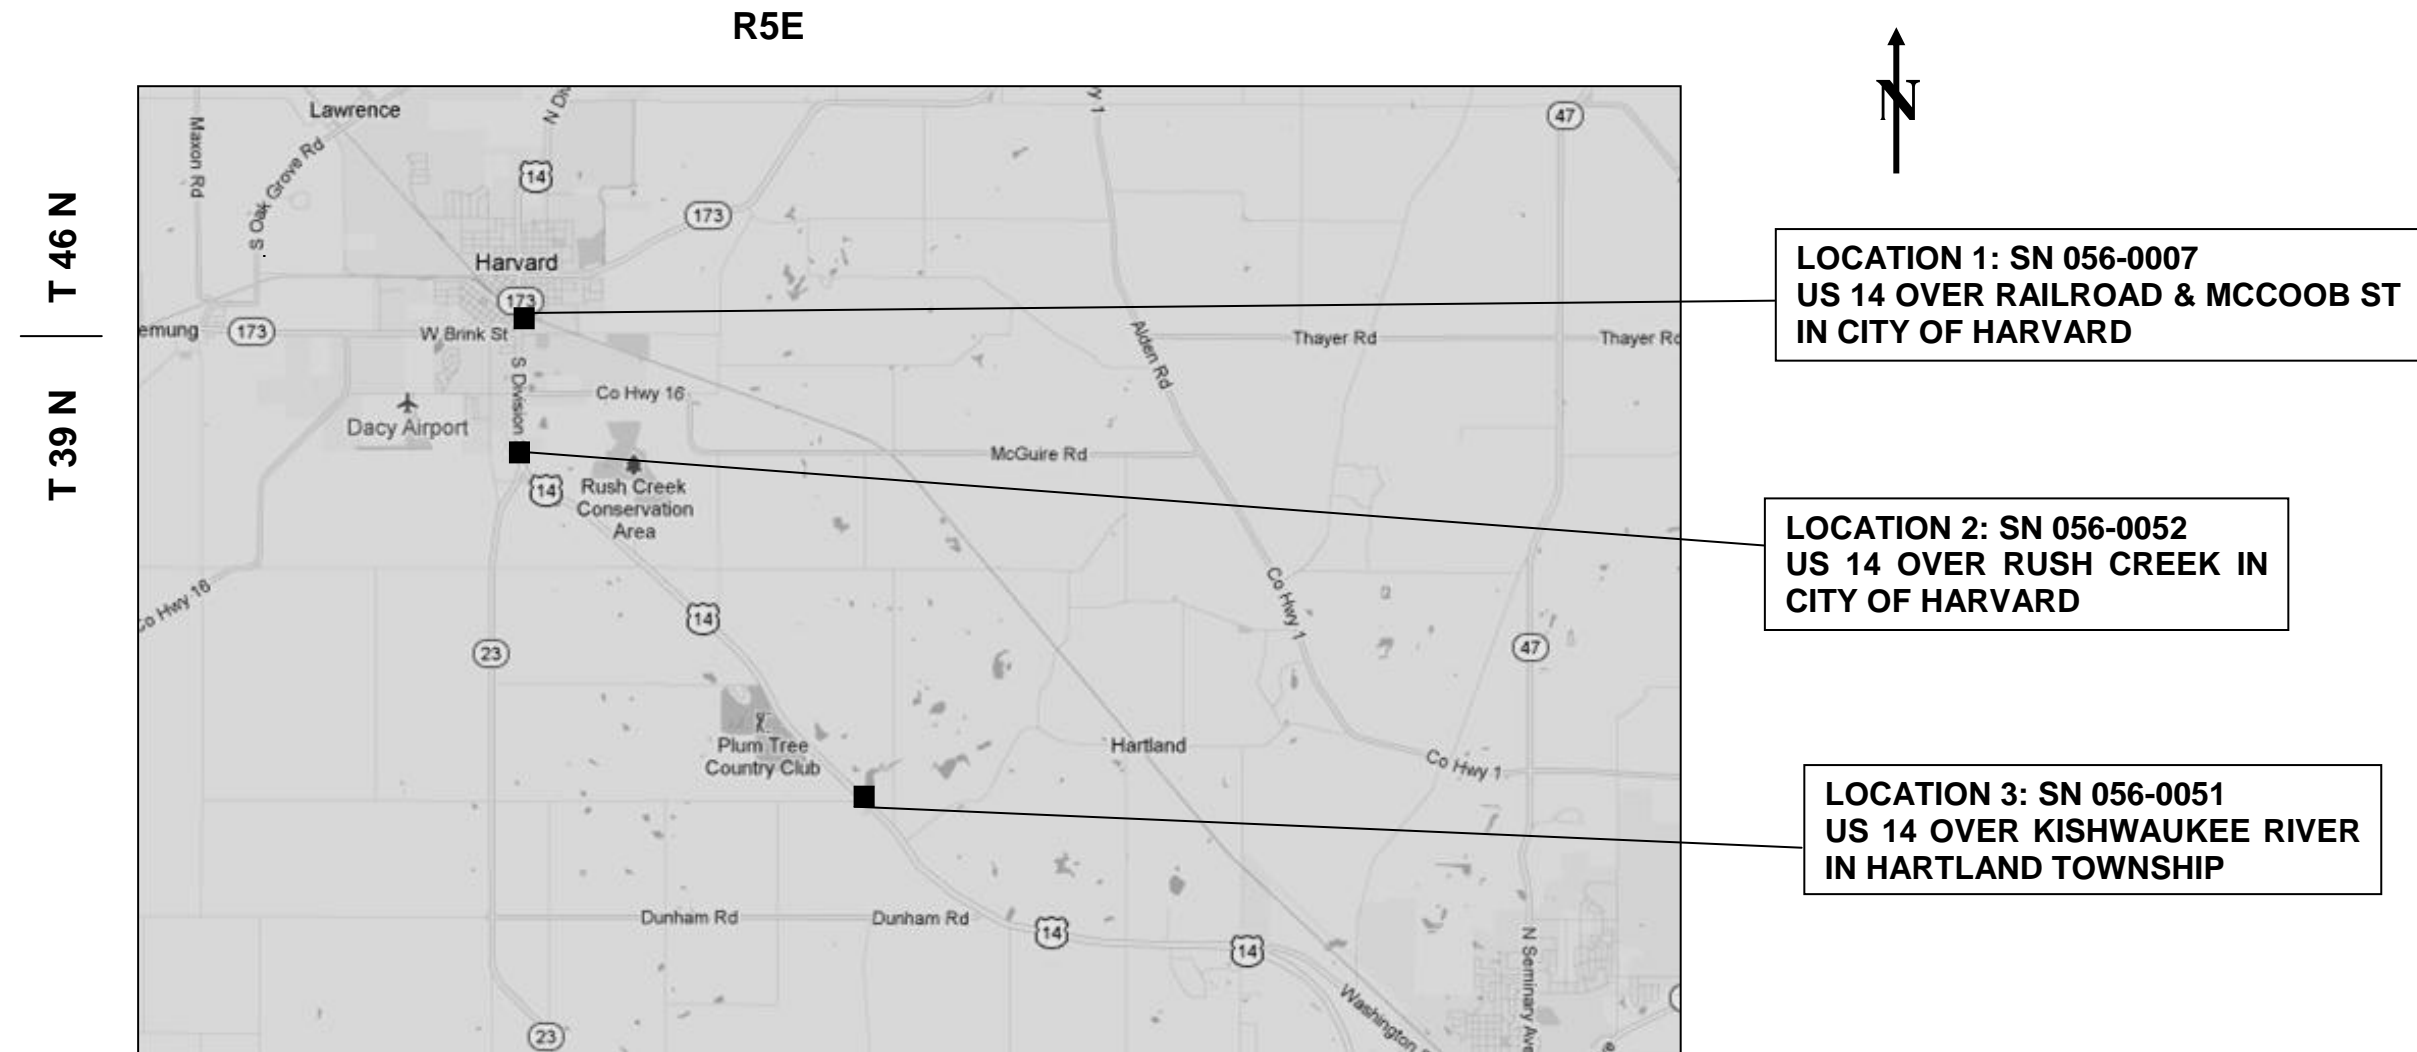 R5E
N
T 46 N
T 39 N
LOCATION 1: SN 056-0007
US 14 OVER RAILROAD & MCCOOB ST
IN CITY OF HARVARD
LOCATION 2: SN 056-0052
US 14 OVER RUSH CREEK IN
CITY OF HARVARD
LOCATION 3: SN 056-0051
US 14 OVER KISHWAUKEE RIVER
IN HARTLAND TOWNSHIP
Lawrence
Maxon Rd
S Oak Grove Rd
N Div
14
173
47
Harvard
173
emung
173
W Brink St
S Division
Co Hwy 16
Dacy Airport
14
Rush Creek
Conservation
Area
McGuire Rd
Alden Rd
Thayer Rd
Thayer Rd
Co Hwy 16
14
23
Co Hwy 1
47
Plum Tree
Country Club
Hartland
Co Hwy 1
Dunham Rd
Dunham Rd
14
14
23
Washington
N Seminary Ave